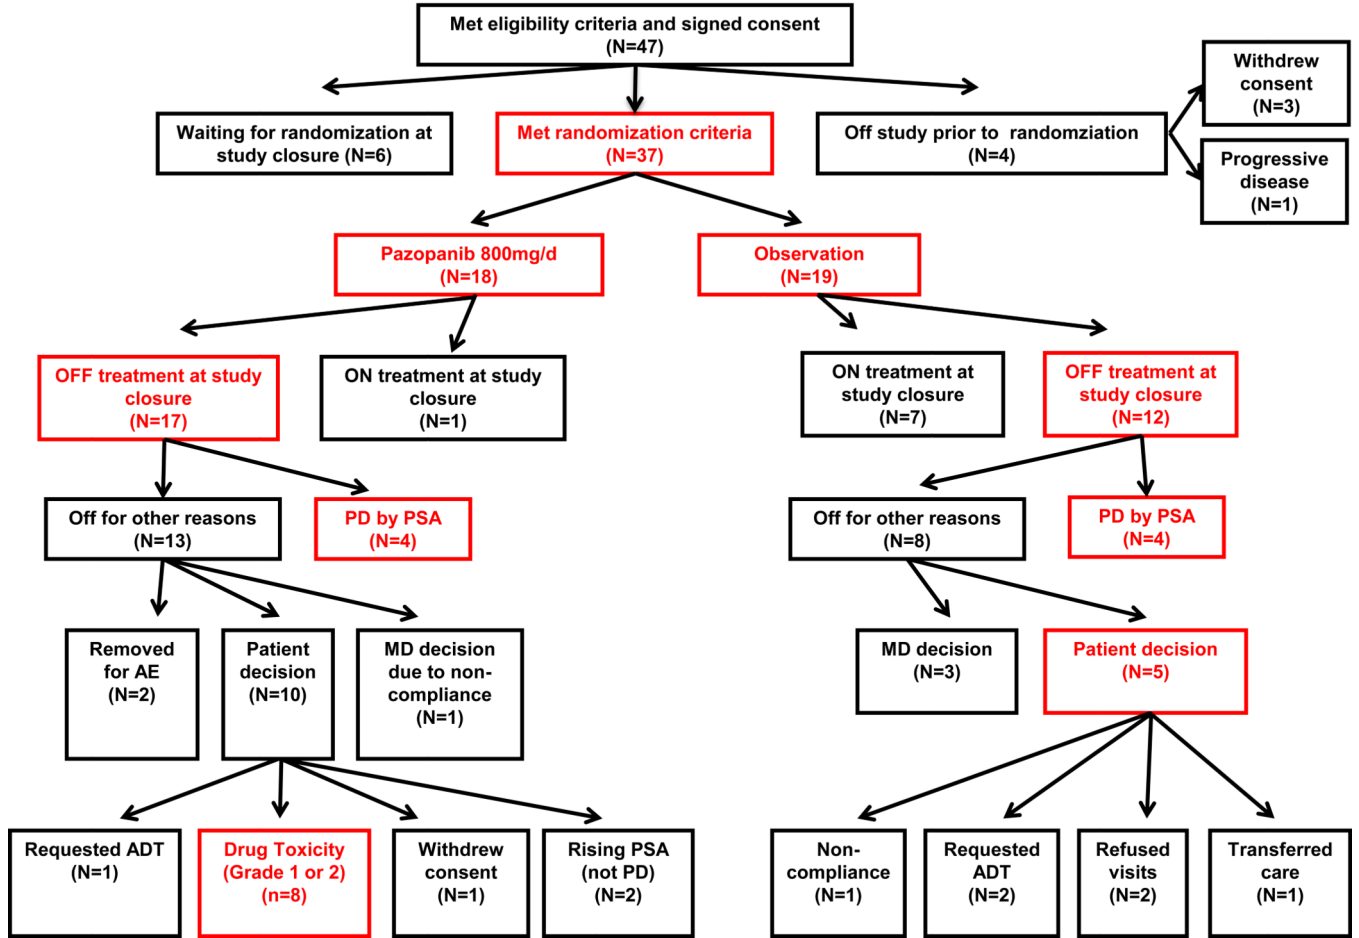 Met eligibility criteria and signed consent
(N=47)
Withdrew
consent
(N=3)
Waiting for randomization at
study closure (N=6)
Met randomization criteria
(N=37)
Off study prior to  randomziation
(N=4)
Progressive
disease
(N=1)
Pazopanib 800mg/d
(N=18)
Observation
(N=19)
OFF treatment at study
closure
(N=17)
ON treatment at study
closure
(N=1)
ON treatment at
study closure
(N=7)
OFF treatment at
study closure
(N=12)
Off for other reasons
(N=13)
PD by PSA
(N=4)
Off for other reasons
(N=8)
PD by PSA
(N=4)
Removed
for AE
(N=2)
Patient
decision
(N=10)
MD decision
due to non-
compliance
(N=1)
MD decision
(N=3)
Patient decision
(N=5)
Requested ADT
(N=1)
Drug Toxicity
(Grade 1 or 2)
n=8)
Withdrew
consent
(N=1)
Rising PSA
(not PD)
(N=2)
Non-
compliance
(N=1)
Requested
ADT
(N=2)
Refused
visits
(N=2)
Transferred
care
(N=1)